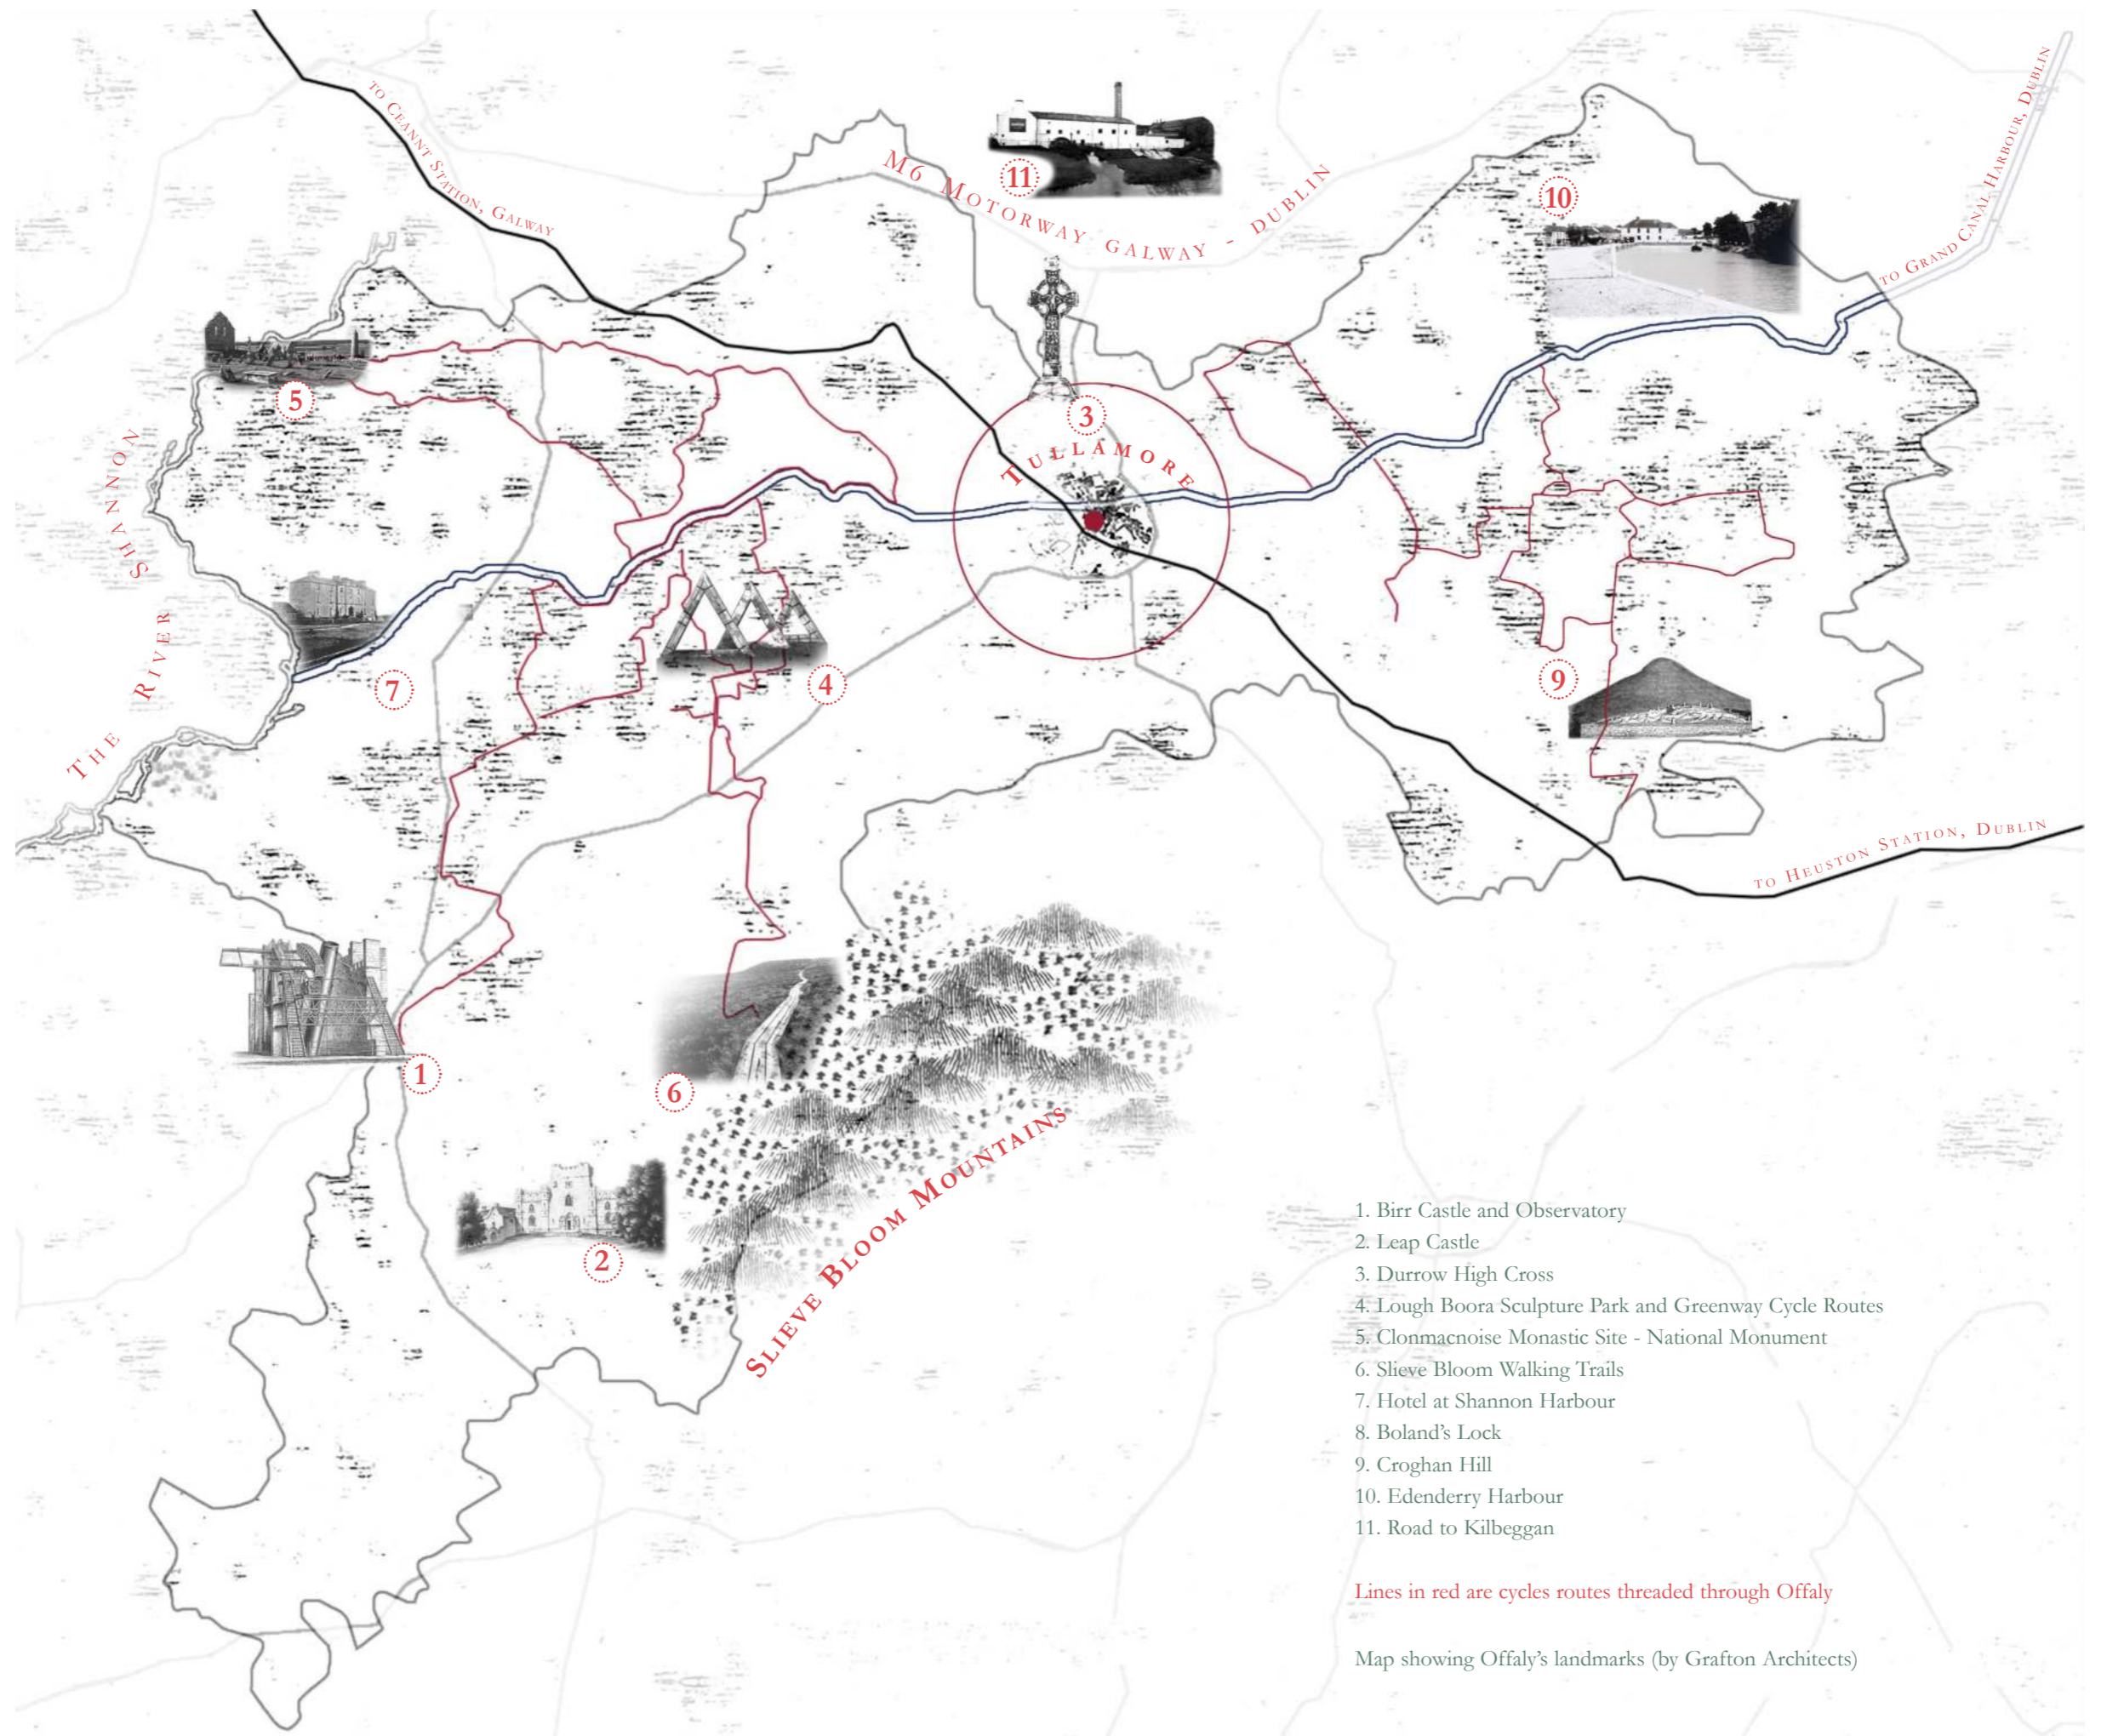 TO CEANNT STATION, GALWAY
M6 MOTORWAY GALWAY - DUBLIN
11
10
TO GRAND CANAL HARBOUR, DUBLIN
5
3
TULLAMORE
THE RIVER SHANNON
7
4
9
TO HEUSTON STATION, DUBLIN
1
6
2
SLIEVE BLOOM MOUNTAINS
1. Birr Castle and Observatory
2. Leap Castle
3. Durrow High Cross
4. Lough Boora Sculpture Park and Greenway Cycle Routes
5. Clonmacnoise Monastic Site - National Monument
6. Slieve Bloom Walking Trails
7. Hotel at Shannon Harbour
8. Boland’s Lock
9. Croghan Hill
10. Edenderry Harbour
11. Road to Kilbeggan
Lines in red are cycles routes threaded through Offaly
Map showing Offaly’s landmarks (by Grafton Architects)